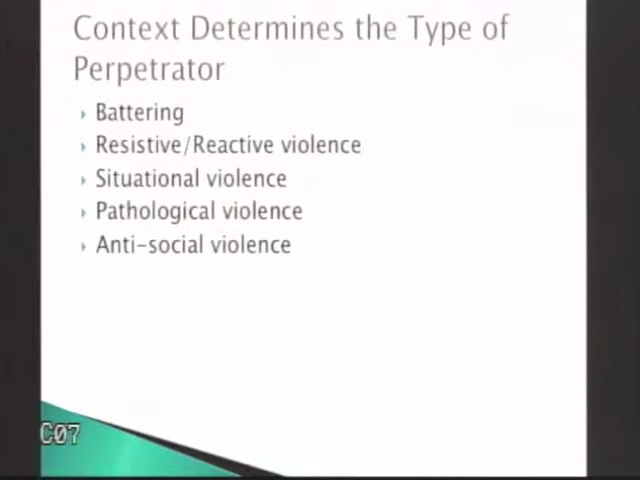 Context Determines the Type of
Perpetrator
Battering
Resistive/Reactive violence
Situational violence
Pathological violence
Anti-social violence
C07